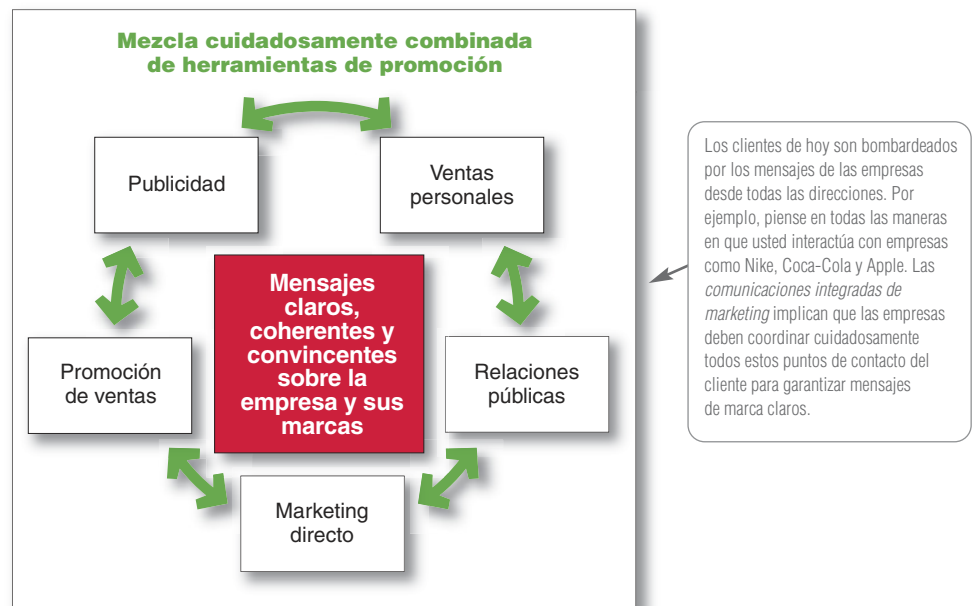 Mezcla cuidadosamente combinada
de herramientas de promoción
Publicidad
Ventas
personales
Mensajes
claros,
coherentes y
convincentes
sobre la
empresa y sus
marcas
Promoción
de ventas
Relaciones
públicas
Marketing
directo
Los clientes de hoy son bombardeados
por los mensajes de las empresas
desde todas las direcciones. Por
ejemplo, piense en todas las maneras
en que usted interactúa con empresas
como Nike, Coca-Cola y Apple. Las
comunicaciones integradas de
marketing implican que las empresas
deben coordinar cuidadosamente
todos estos puntos de contacto del
cliente para garantizar mensajes
de marca claros.